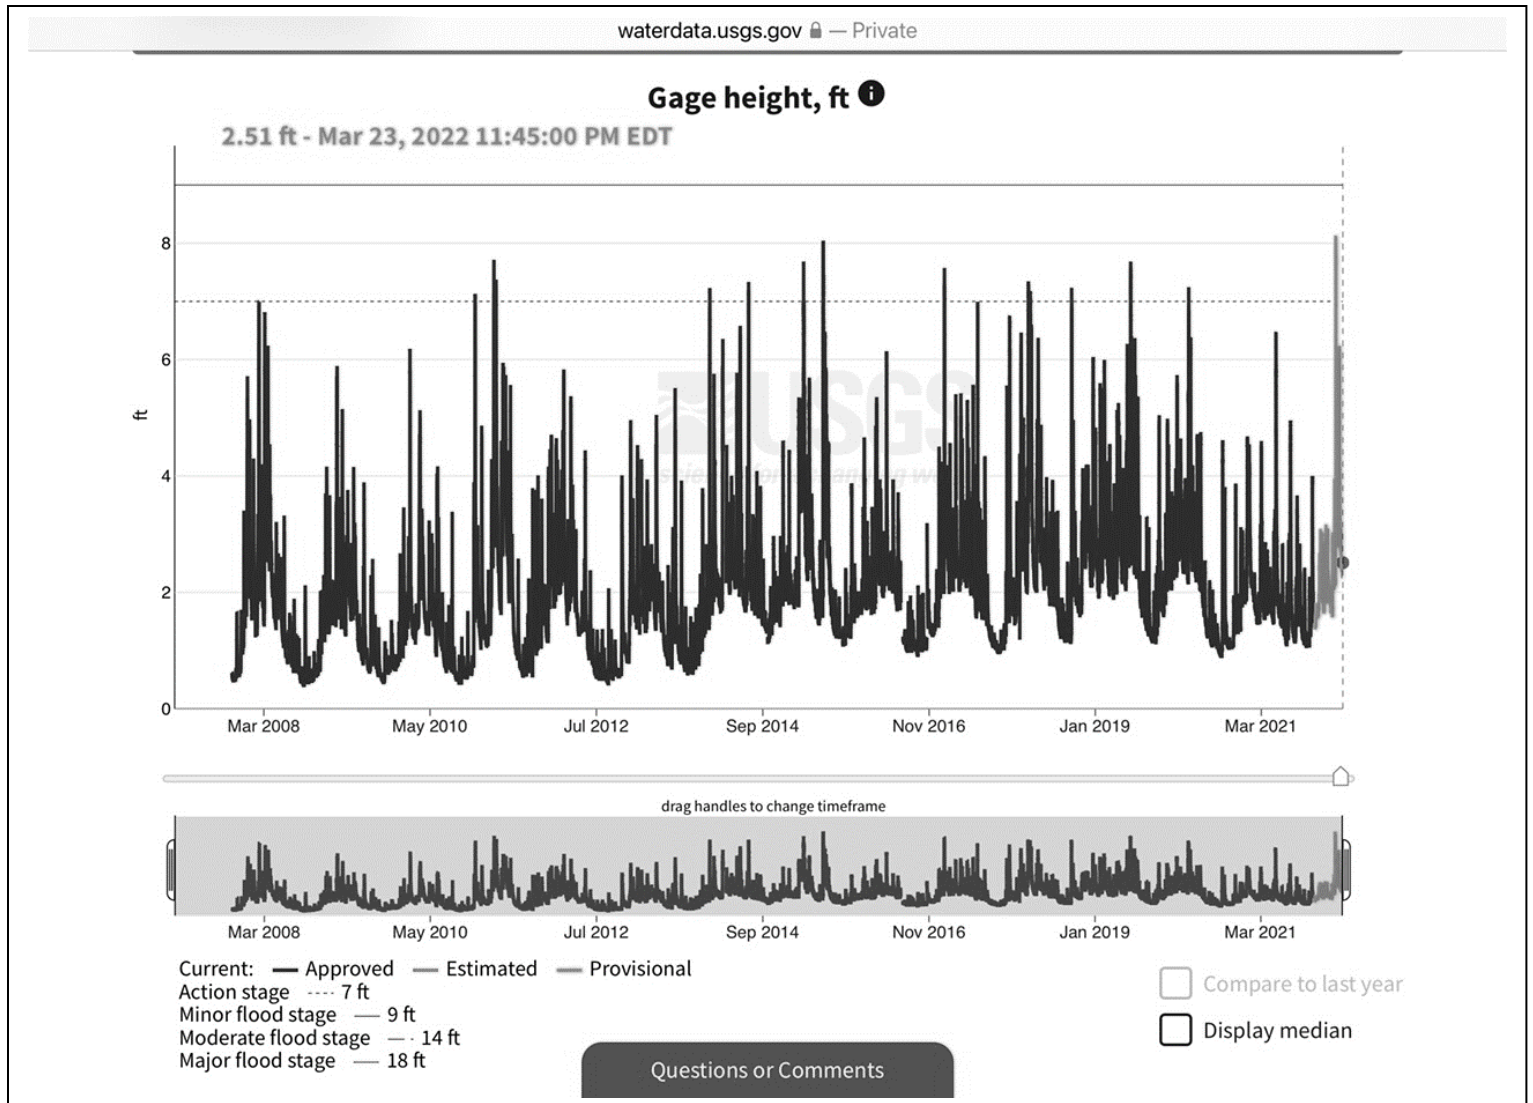 waterdata.usgs.gov — Private
Gage height, ft i
2.51 ft - Mar 23, 2022 11:45:00 PM EDT
8
6
ft
USGS
4
2
0
Mar 2008 May 2010 Jul 2012 Sep 2014 Nov 2016 Jan 2019 Mar 2021
drag handles to change timeframe
Mar 2008 May 2010 Jul 2012 Sep 2014 Nov 2016 Jan 2019 Mar 2021
Current: Approved Estimated Provisional
Action stage ---- 7 ft
Minor flood stage — 9 ft
Moderate flood stage — · 14 ft
Major flood stage — 18 ft
Compare to last year
Display median
Questions or Comments